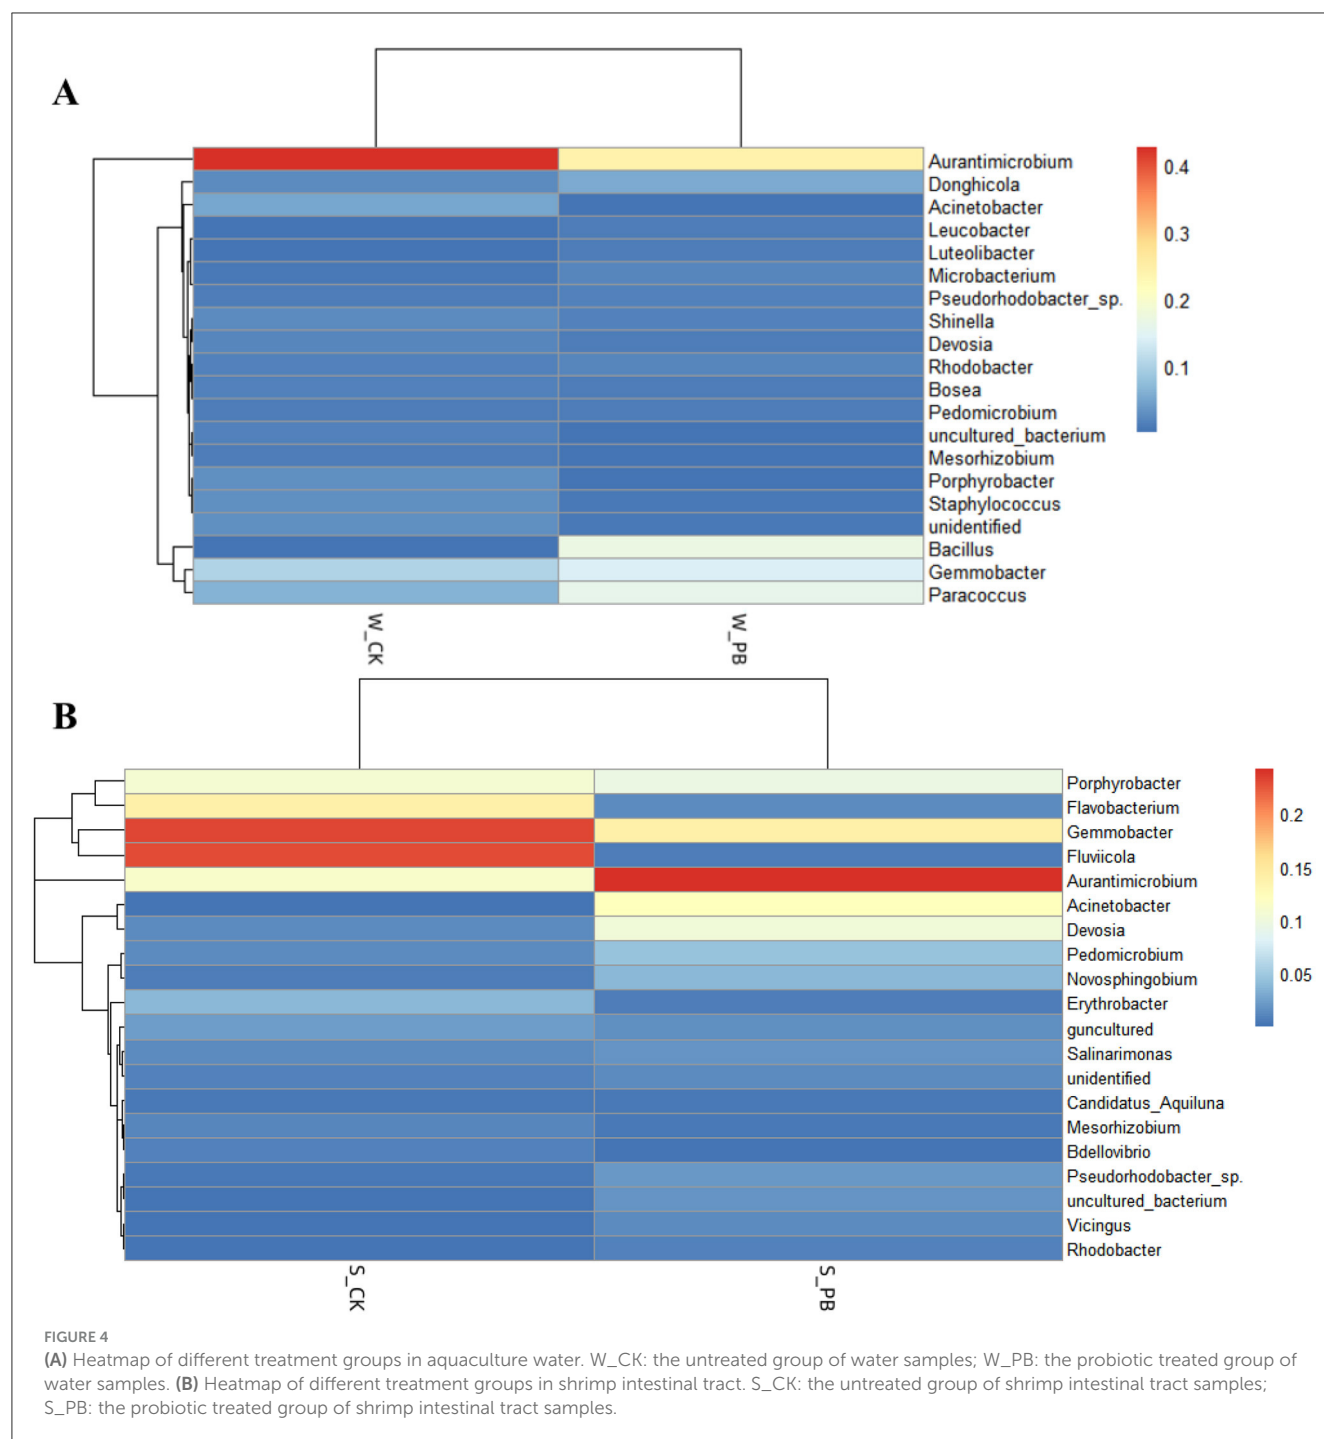 A
Aurantimicrobium
Donghicola
Acinetobacter
Leucobacter
Luteolibacter
Microbacterium
Pseudorhodobacter_sp.
Shinella
Devosia
Rhodobacter
Bosea
Pedomicrobium
uncultured_bacterium
Mesorhizobium
Porphyrobacter
Staphylococcus
unidentified
Bacillus
Gemmobacter
Paracoccus
0.4
0.3
0.2
0.1
W_CK
W_PB
B
Porphyrobacter
Flavobacterium
Gemmobacter
Fluviicola
Aurantimicrobium
Acinetobacter
Devosia
Pedomicrobium
Novosphingobium
Erythrobacter
guncultured
Salinarimonas
unidentified
Candidatus_Aquiluna
Mesorhizobium
Bdellovibrio
Pseudorhodobacter_sp.
uncultured_bacterium
Vicingus
Rhodobacter
0.2
0.15
0.1
0.05
S_CK
S_PB
FIGURE 4
(A) Heatmap of different treatment groups in aquaculture water. W_CK: the untreated group of water samples; W_PB: the probiotic treated group of
water samples. (B) Heatmap of different treatment groups in shrimp intestinal tract. S_CK: the untreated group of shrimp intestinal tract samples;
S_PB: the probiotic treated group of shrimp intestinal tract samples.